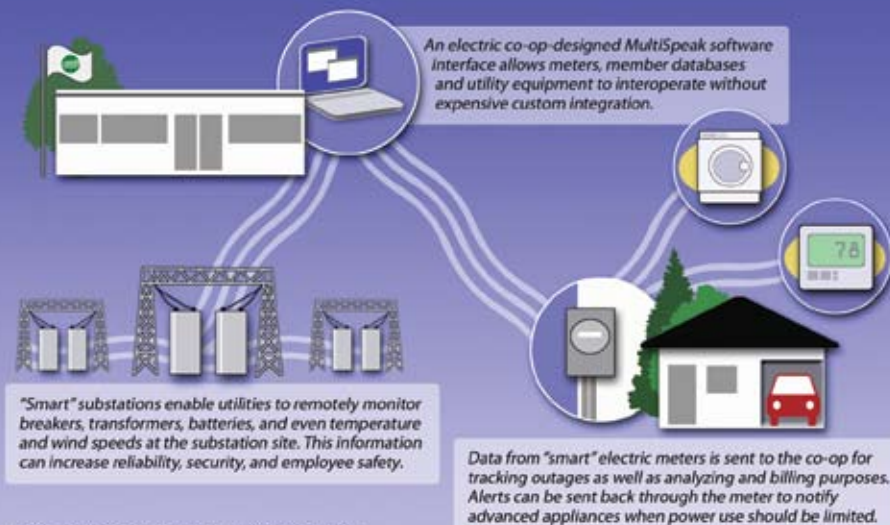 An electric co-op-designed MultiSpeak software
interface allows meters, member databases
and utility equipment to interoperate without
expensive custom integration.
78
"Smart" substations enable utilities to remotely monitor
breakers, transformers, batteries, and even temperature
and wind speeds at the substation site. This information
can increase reliability, security, and employee safety.
Data from "smart" electric meters is sent to the co-op for
tracking outages as well as analyzing and billing purposes.
Alerts can be sent back through the meter to notify
advanced appliances when power use should be limited.